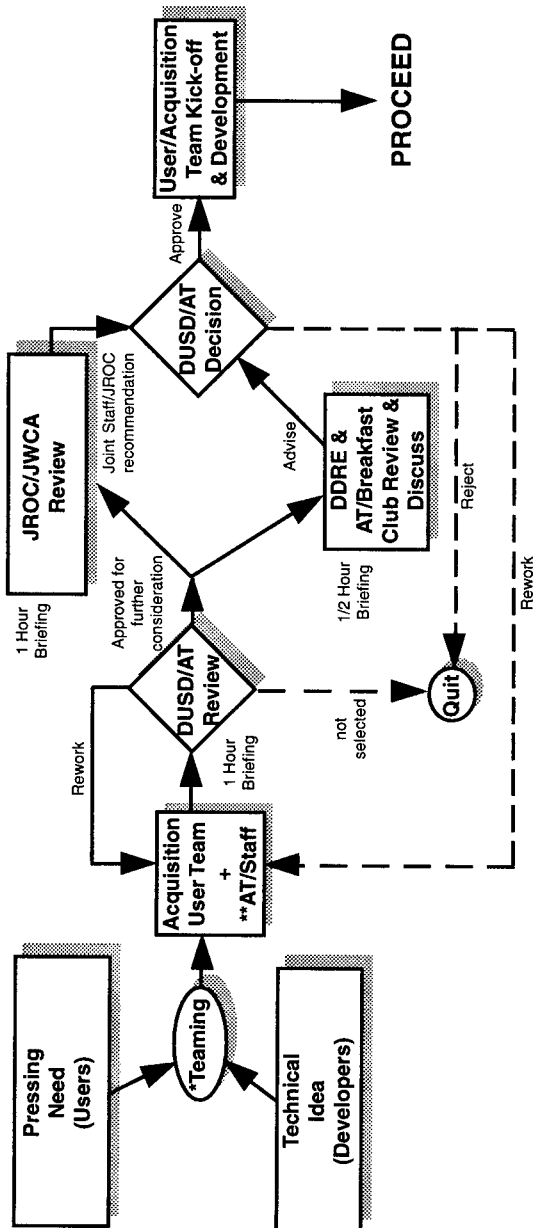 Pressing
Need
(Users)
Technical
Idea
(Developers)
*Teaming
Acquisition
User Team
+
**AT/Staff
Rework
DUSD/AT
Review
1 Hour
Briefing
Approved for
further
consideration
not
selected
Quit
1 Hour
Briefing
JROC/JWCA
Review
Joint Staff/JROC
recommendation
1/2 Hour
Briefing
DDRE &
AT/Breakfast
Club Review &
Discuss
Advise
DUSD/AT
Decision
Approve
Reject
Rework
User/Acquisition
Team Kick-off
& Development
PROCEED